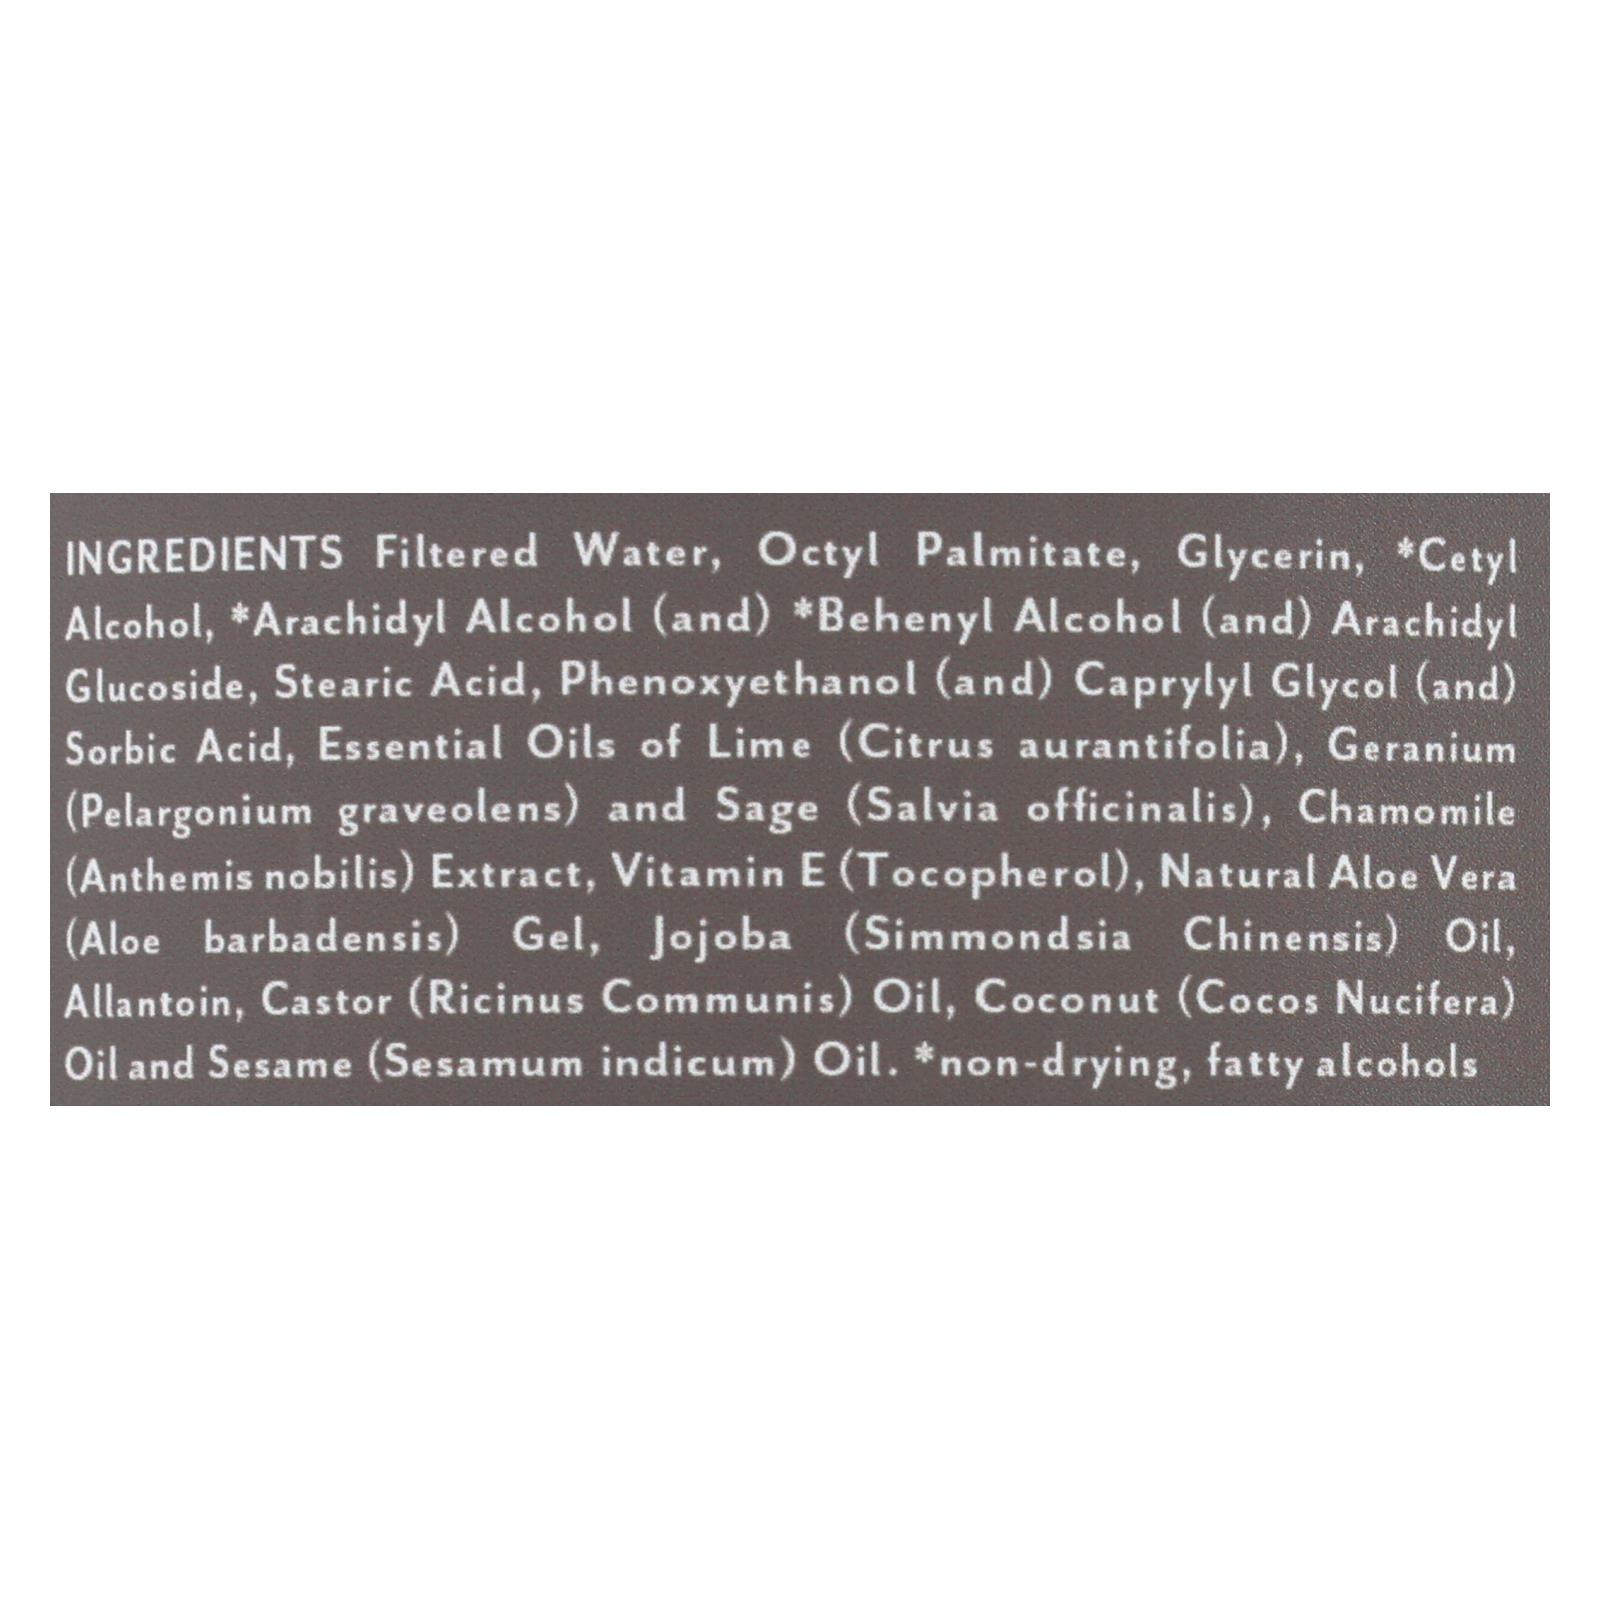 INGREDIENTS Filtered Water, Octyl Palmitate, Glycerin, *Cetyl
Alcohol, *Arachidyl Alcohol (and) *Behenyl Alcohol (and) Arachidyl
Glucoside, Stearic Acid, Phenoxyethanol (and) Caprylyl Glycol (and)
Sorbic Acid, Essential Oils of Lime (Citrus aurantifolia), Geranium
(Pelargonium graveolens) and Sage (Salvia officinalis), Chamomile
(Anthemis nobilis) Extract, Vitamin E (Tocopherol), Natural Aloe Vera
(Aloe barbadensis) Gel, Jojoba (Simmondsia Chinensis) Oil,
Allantoin, Castor (Ricinus Communis) Oil, Coconut (Cocos Nucifera)
Oil and Sesame (Sesamum indicum) Oil. *non-drying, fatty alcohols